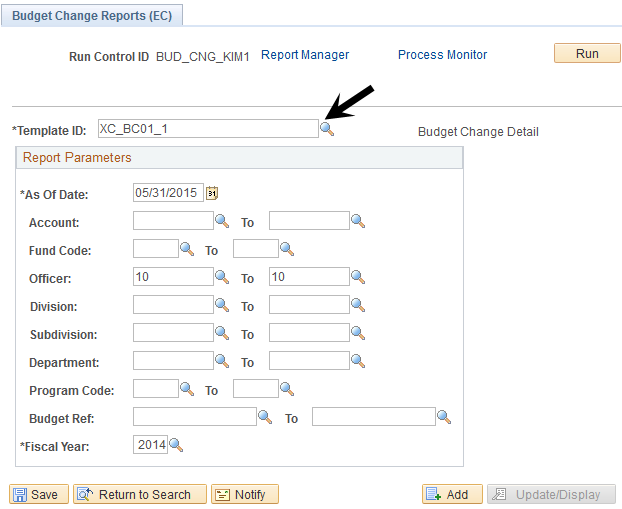 Budget Change Reports (EC)
Run Control ID BUD_CNG_KIM1 Report Manager Process Monitor Run
*Template ID: XC_BC01_1 Budget Change Detail
Report Parameters
*As Of Date: 05/31/2015 31
Account: To
Fund Code: To
Officer: 10 To 10
Division: To
Subdivision: To
Department: To
Program Code: To
Budget Ref: To
*Fiscal Year: 2014
Save Return to Search Notify Add Update/Display